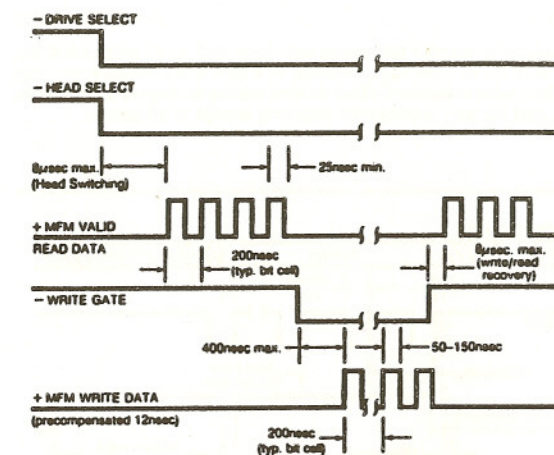 – DRIVE SELECT
– HEAD SELECT
8µsec max.
(Head Switching)
25nsec min.
+ MFM VALID
READ DATA
200nsec
(typ. bit cell)
8µsec. max.
(write/read
recovery)
– WRITE GATE
400nsec max.
50–150nsec
+ MFM WRITE DATA
(precompensated 12nsec)
200nsec
(typ. bit cell)